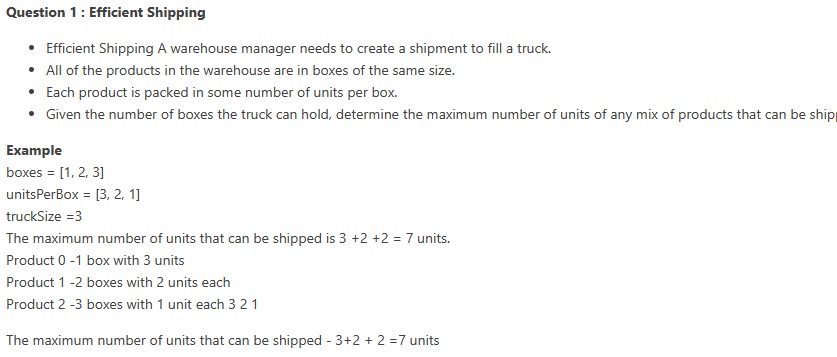 Question 1 : Efficient Shipping
• Efficient Shipping A warehouse manager needs to create a shipment to fill a truck.
• All of the products in the warehouse are in boxes of the same size.
• Each product is packed in some number of units per box.
• Given the number of boxes the truck can hold, determine the maximum number of units of any mix of products that can be ship
Example
boxes = [1, 2, 3]
unitsPerBox = [3, 2, 1]
truckSize =3
The maximum number of units that can be shipped is 3 +2 +2 = 7 units.
Product 0 -1 box with 3 units
Product 1 -2 boxes with 2 units each
Product 2 -3 boxes with 1 unit each 3 2 1
The maximum number of units that can be shipped - 3+2 + 2 =7 units